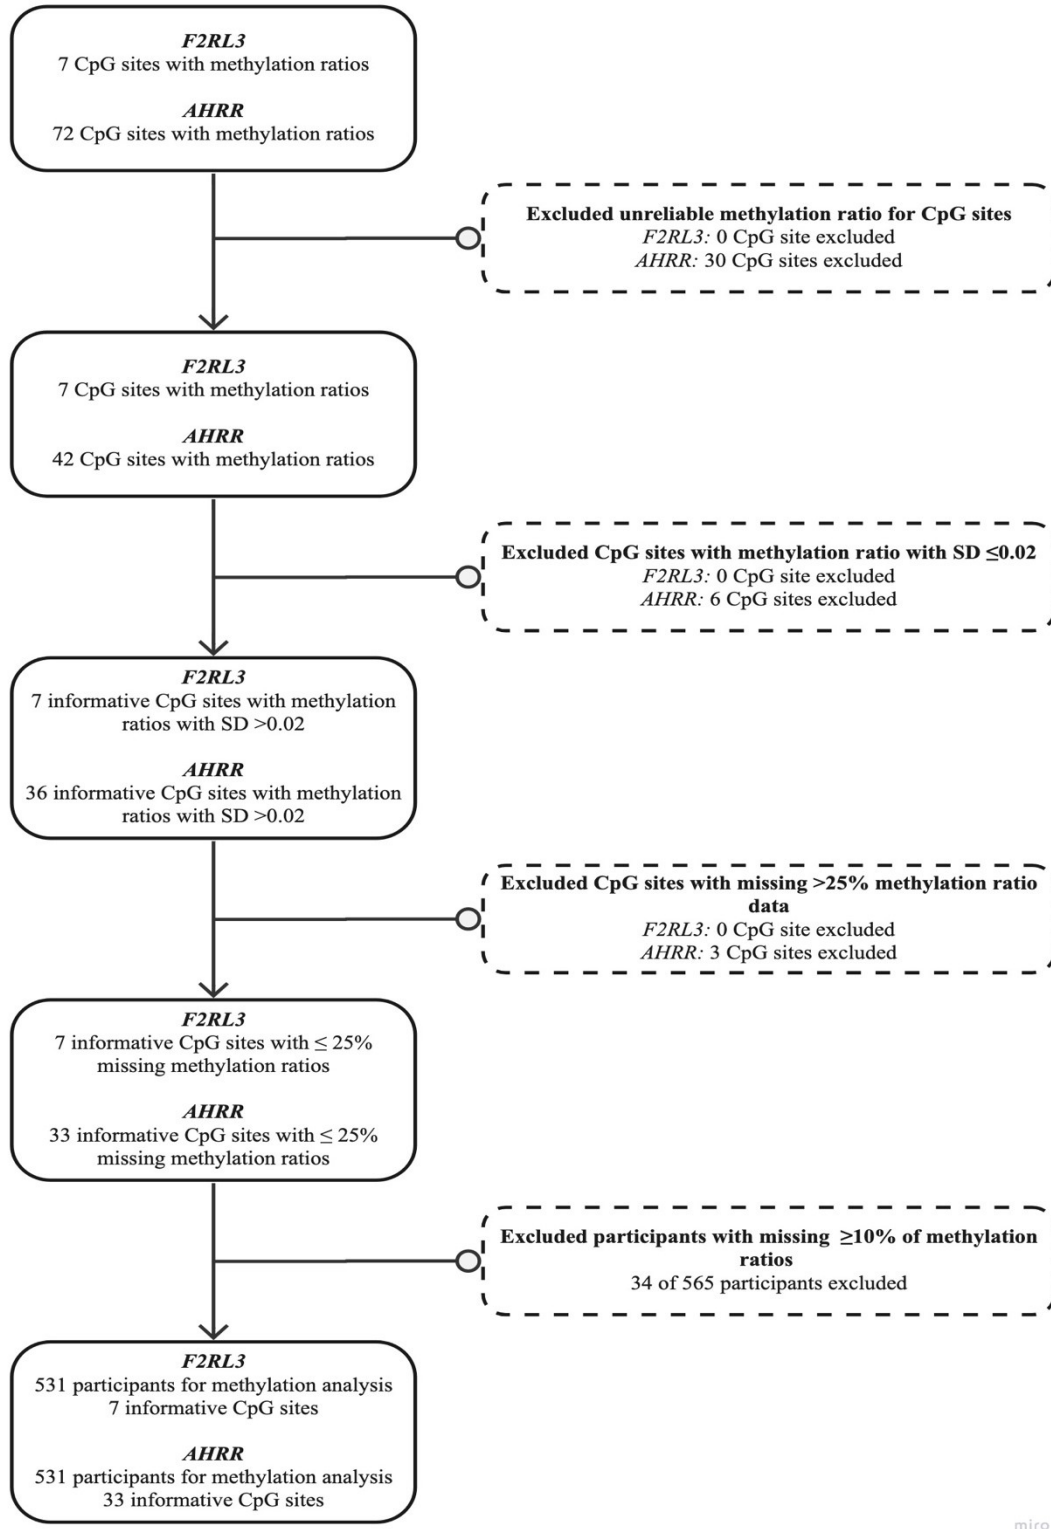 F2RL3
7 CpG sites with methylation ratios
AHRR
72 CpG sites with methylation ratios
Excluded unreliable methylation ratio for CpG sites
F2RL3: 0 CpG site excluded
AHRR: 30 CpG sites excluded
F2RL3
7 CpG sites with methylation ratios
AHRR
42 CpG sites with methylation ratios
Excluded CpG sites with methylation ratio with SD ≤0.02
F2RL3: 0 CpG site excluded
AHRR: 6 CpG sites excluded
F2RL3
7 informative CpG sites with methylation
ratios with SD >0.02
AHRR
36 informative CpG sites with methylation
ratios with SD >0.02
Excluded CpG sites with missing >25% methylation ratio
data
F2RL3: 0 CpG site excluded
AHRR: 3 CpG sites excluded
F2RL3
7 informative CpG sites with ≤ 25%
missing methylation ratios
AHRR
33 informative CpG sites with ≤ 25%
missing methylation ratios
Excluded participants with missing ≥10% of methylation
ratios
34 of 565 participants excluded
F2RL3
531 participants for methylation analysis
7 informative CpG sites
AHRR
531 participants for methylation analysis
33 informative CpG sites
miro